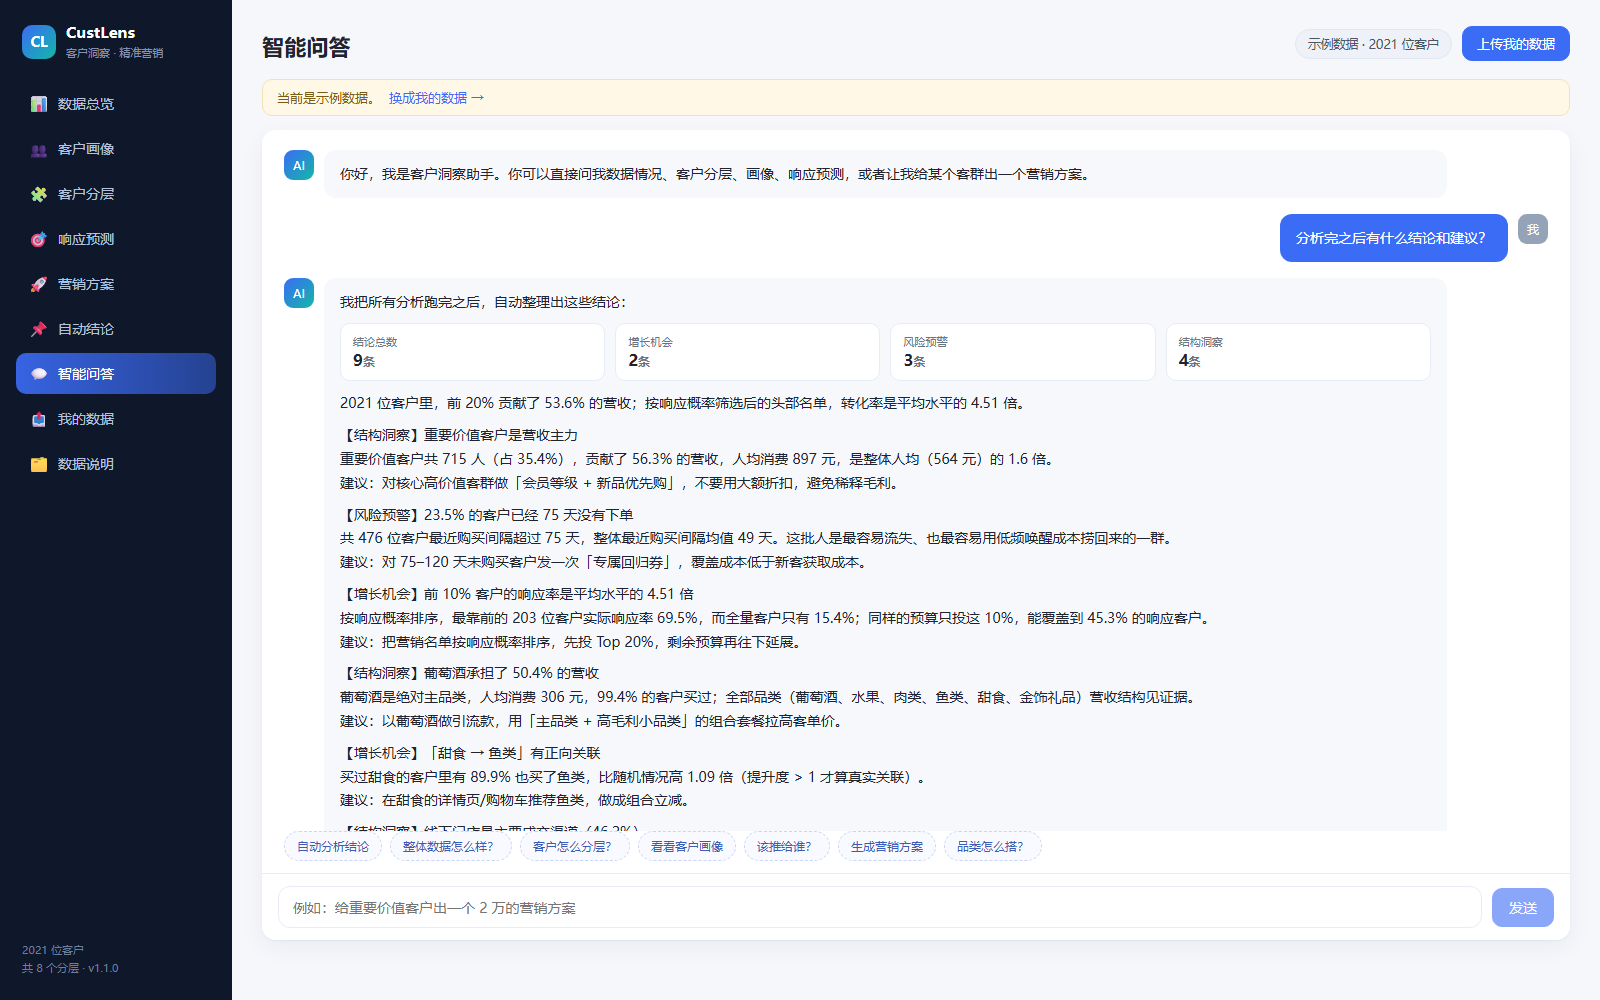 CL
CustLens
客户洞察 · 精准营销
数据总览
客户画像
客户分层
响应预测
营销方案
自动结论
智能问答
我的数据
数据说明
2021 位客户
共 8 个分层 · v1.1.0
智能问答
示例数据 · 2021 位客户
上传我的数据
当前是示例数据。 换成我的数据 →
AI
你好，我是客户洞察助手。你可以直接问我数据情况、客户分层、画像、响应预测，或者让我给某个客群出一个营销方案。
分析完之后有什么结论和建议？
我
AI
我把所有分析跑完之后，自动整理出这些结论：
结论总数
9条
增长机会
2条
风险预警
3条
结构洞察
4条
2021 位客户里，前 20% 贡献了 53.6% 的营收；按响应概率筛选后的头部名单，转化率是平均水平的 4.51 倍。
【结构洞察】重要价值客户是营收主力
重要价值客户共 715 人（占 35.4%），贡献了 56.3% 的营收，人均消费 897 元，是整体人均（564 元）的 1.6 倍。
建议：对核心高价值客群做「会员等级 + 新品优先购」，不要用大额折扣，避免稀释毛利。
【风险预警】23.5% 的客户已经 75 天没有下单
共 476 位客户最近购买间隔超过 75 天，整体最近购买间隔均值 49 天。这批人是最容易流失、也最容易用低频唤醒成本捞回来的一群。
建议：对 75–120 天未购买客户发一次「专属回归券」，覆盖成本低于新客获取成本。
【增长机会】前 10% 客户的响应率是平均水平的 4.51 倍
按响应概率排序，最靠前的 203 位客户实际响应率 69.5%，而全量客户只有 15.4%；同样的预算只投这 10%，能覆盖到 45.3% 的响应客户。
建议：把营销名单按响应概率排序，先投 Top 20%，剩余预算再往下延展。
【结构洞察】葡萄酒承担了 50.4% 的营收
葡萄酒是绝对主品类，人均消费 306 元，99.4% 的客户买过；全部品类（葡萄酒、水果、肉类、鱼类、甜食、金饰礼品）营收结构见证据。
建议：以葡萄酒做引流款，用「主品类 + 高毛利小品类」的组合套餐拉高客单价。
【增长机会】「甜食 → 鱼类」有正向关联
买过甜食的客户里有 89.9% 也买了鱼类，比随机情况高 1.09 倍（提升度 > 1 才算真实关联）。
建议：在甜食的详情页/购物车推荐鱼类，做成组合立减。
【结构洞察】线下门店是主要成交渠道（46.2%）
自动分析结论
整体数据怎么样？
客户怎么分层？
看看客户画像
该推给谁？
生成营销方案
品类怎么搭？
例如：给重要价值客户出一个 2 万的营销方案
发送